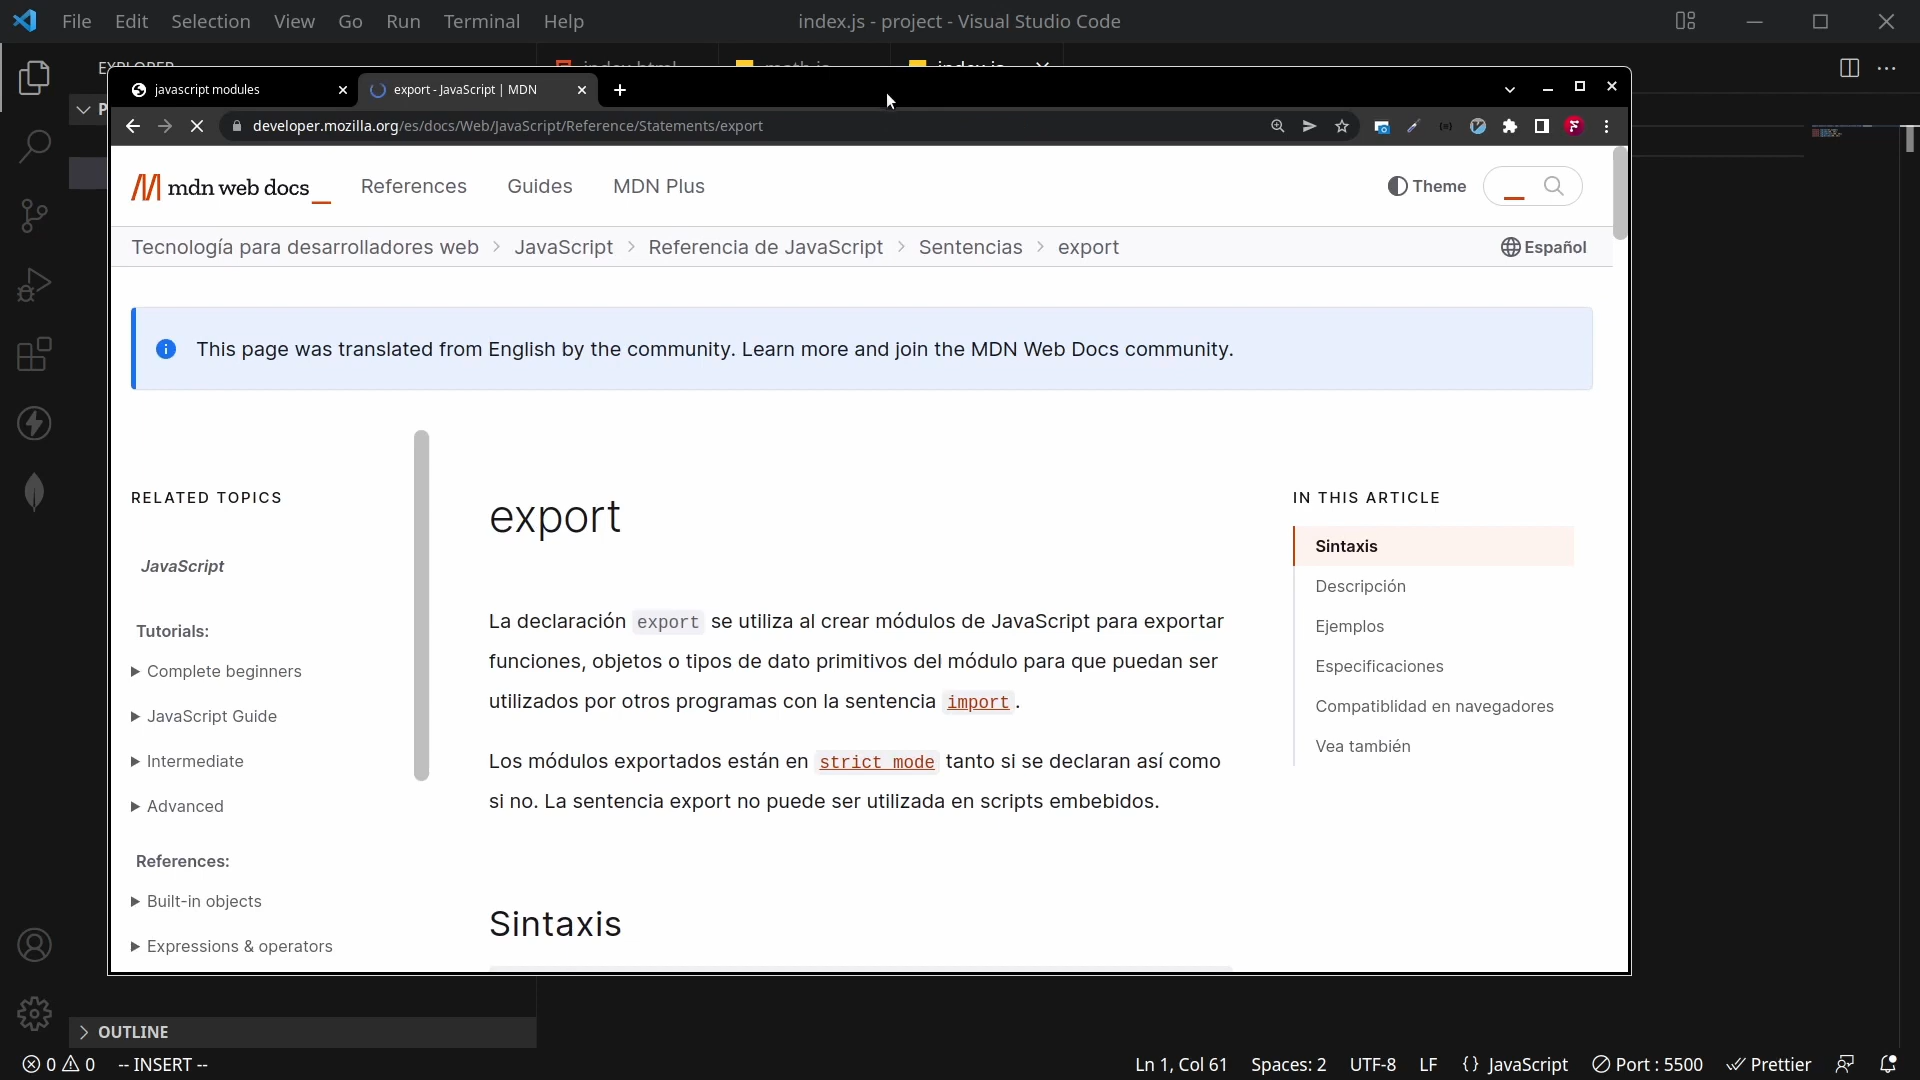 File Edit Selection View Go Run Terminal Help
index.js - project - Visual Studio Code
javascript modules
export - JavaScript | MDN
developer.mozilla.org/es/docs/Web/JavaScript/Reference/Statements/export
mdn web docs_
References Guides MDN Plus
Theme
Tecnología para desarrolladores web > JavaScript > Referencia de JavaScript > Sentencias > export
Español
This page was translated from English by the community. Learn more and join the MDN Web Docs community.
RELATED TOPICS
JavaScript
Tutorials:
Complete beginners
JavaScript Guide
Intermediate
Advanced
References:
Built-in objects
Expressions & operators
export
La declaración export se utiliza al crear módulos de JavaScript para exportar
funciones, objetos o tipos de dato primitivos del módulo para que puedan ser
utilizados por otros programas con la sentencia import.
Los módulos exportados están en strict mode tanto si se declaran así como
si no. La sentencia export no puede ser utilizada en scripts embebidos.
Sintaxis
IN THIS ARTICLE
Sintaxis
Descripción
Ejemplos
Especificaciones
Compatiblidad en navegadores
Vea también
OUTLINE
0 0 -- INSERT --
Ln 1, Col 61 Spaces: 2 UTF-8 LF {} JavaScript Port : 5500 Prettier